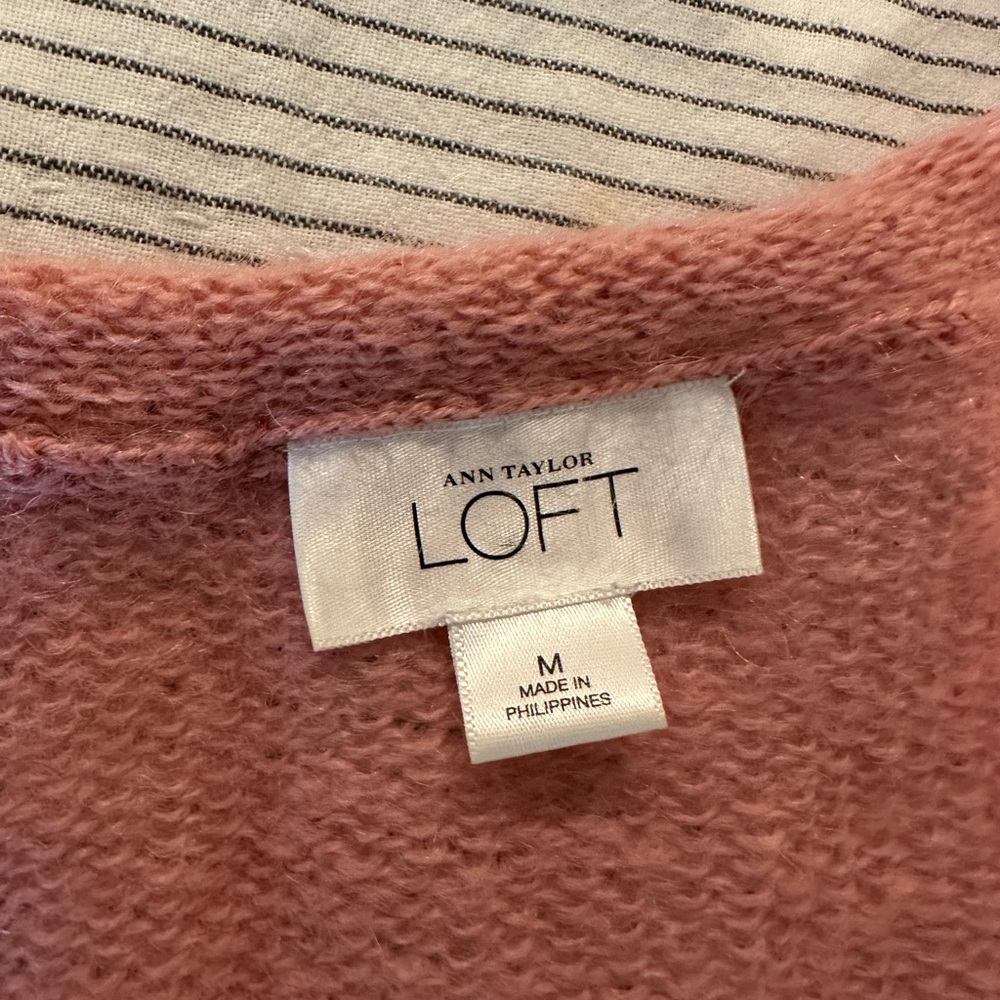 ANN TAYLOR
LOFT
M
MADE IN
PHILIPPINES